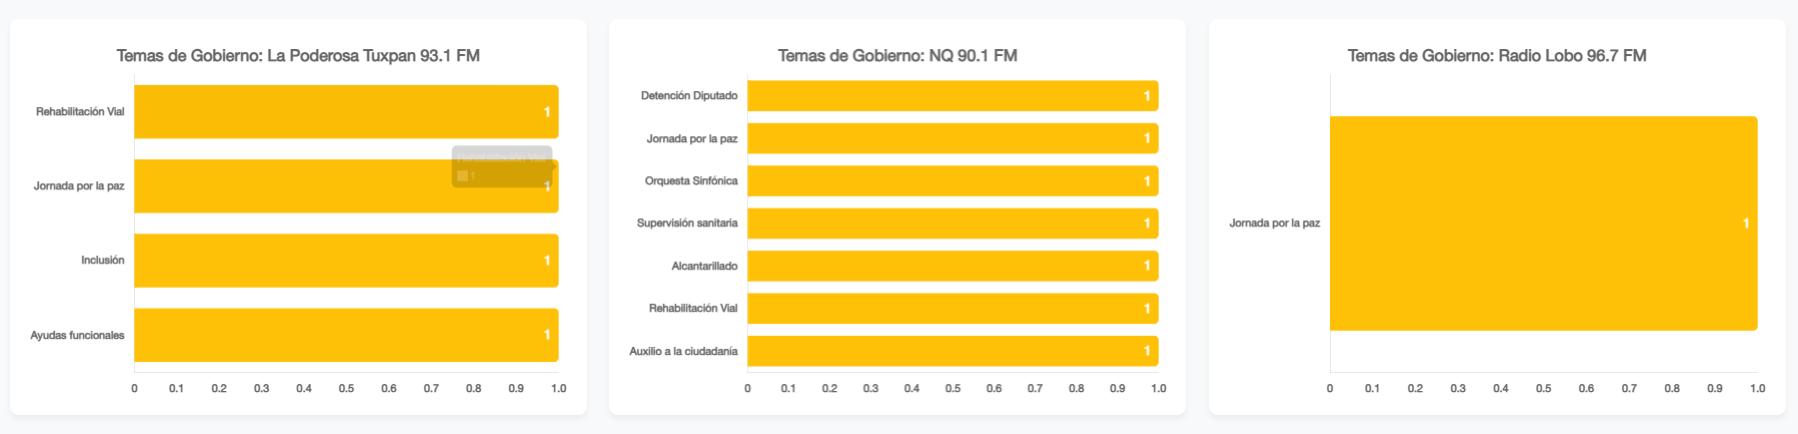 Temas de Gobierno: La Poderosa Tuxpan 93.1 FM
Rehabilitación Vial 1
Jornada por la paz 1
1
Inclusión 1
Ayudas funcionales 1
0 0.1 0.2 0.3 0.4 0.5 0.6 0.7 0.8 0.9 1.0
Temas de Gobierno: NQ 90.1 FM
Detención Diputado 1
Jornada por la paz 1
Orquesta Sinfónica 1
Supervisión sanitaria 1
Alcantarillado 1
Rehabilitación Vial 1
Auxilio a la ciudadanía 1
0 0.1 0.2 0.3 0.4 0.5 0.6 0.7 0.8 0.9 1.0
Temas de Gobierno: Radio Lobo 96.7 FM
Jornada por la paz 1
0 0.1 0.2 0.3 0.4 0.5 0.6 0.7 0.8 0.9 1.0